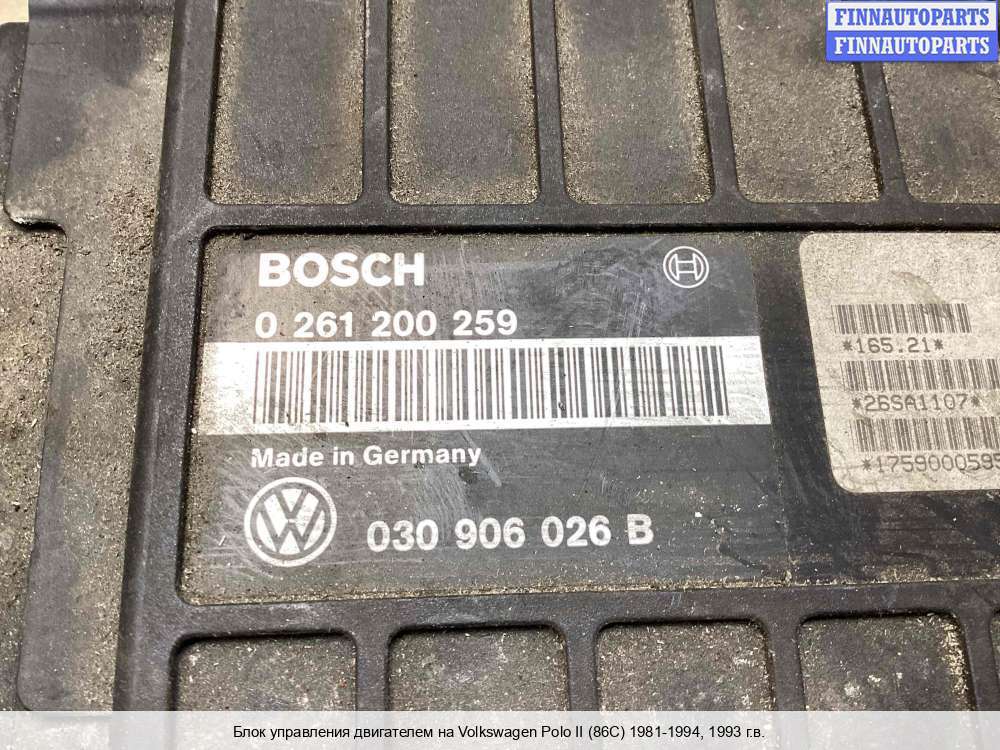 FINNAUTOPARTS
FINNAUTOPARTS
BOSCH
0 261 200 259
*165.21*
*26SA1107*
Made in Germany
030 906 026 B
Блок управления двигателем на Volkswagen Polo II (86C) 1981-1994, 1993 г.в.